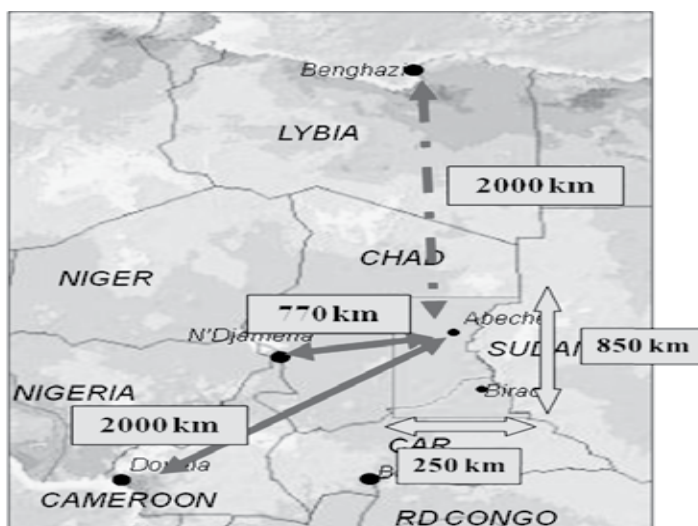 Benghazi
LYBIA
2000 km
CHAD
NIGER
770 km
Abeche
N'Djamena
SUDAN
850 km
NIGERIA
Birao
2000 km
CAR
250 km
CAMEROON
RD CONGO